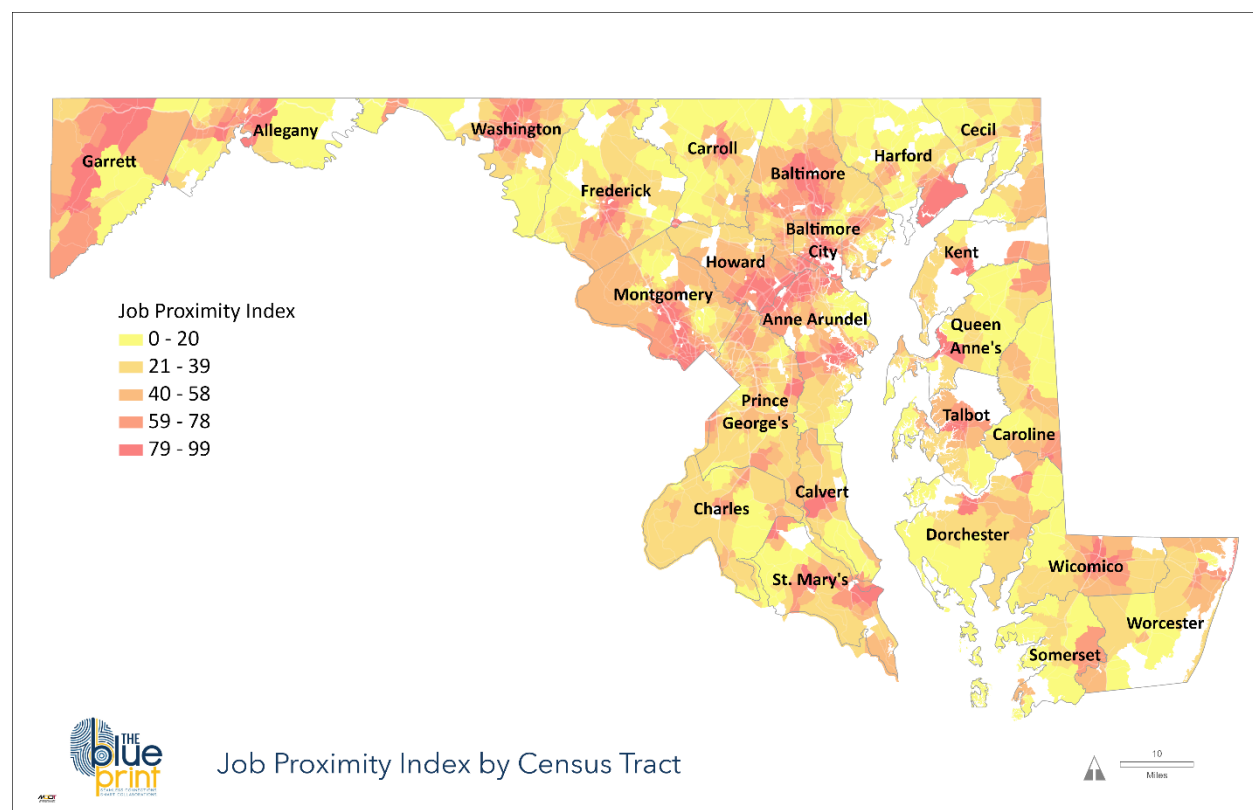 Garrett
Allegany
Washington
Frederick
Carroll
Baltimore
Harford
Cecil
Baltimore
City
Howard
Montgomery
Anne Arundel
Kent
Queen
Anne's
Prince
George's
Talbot
Caroline
Calvert
Charles
St. Mary's
Dorchester
Wicomico
Worcester
Somerset
Job Proximity Index
0 - 20
21 - 39
40 - 58
59 - 78
79 - 99
THE
blue
print
Job Proximity Index by Census Tract
10
Miles